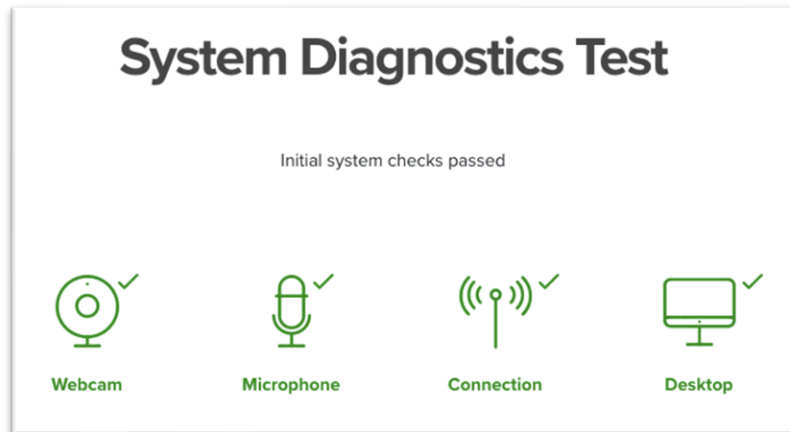 System Diagnostics Test
Initial system checks passed
Webcam Microphone Connection Desktop